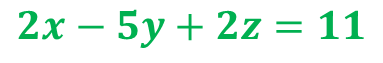 2x − 5y + 2z = 11